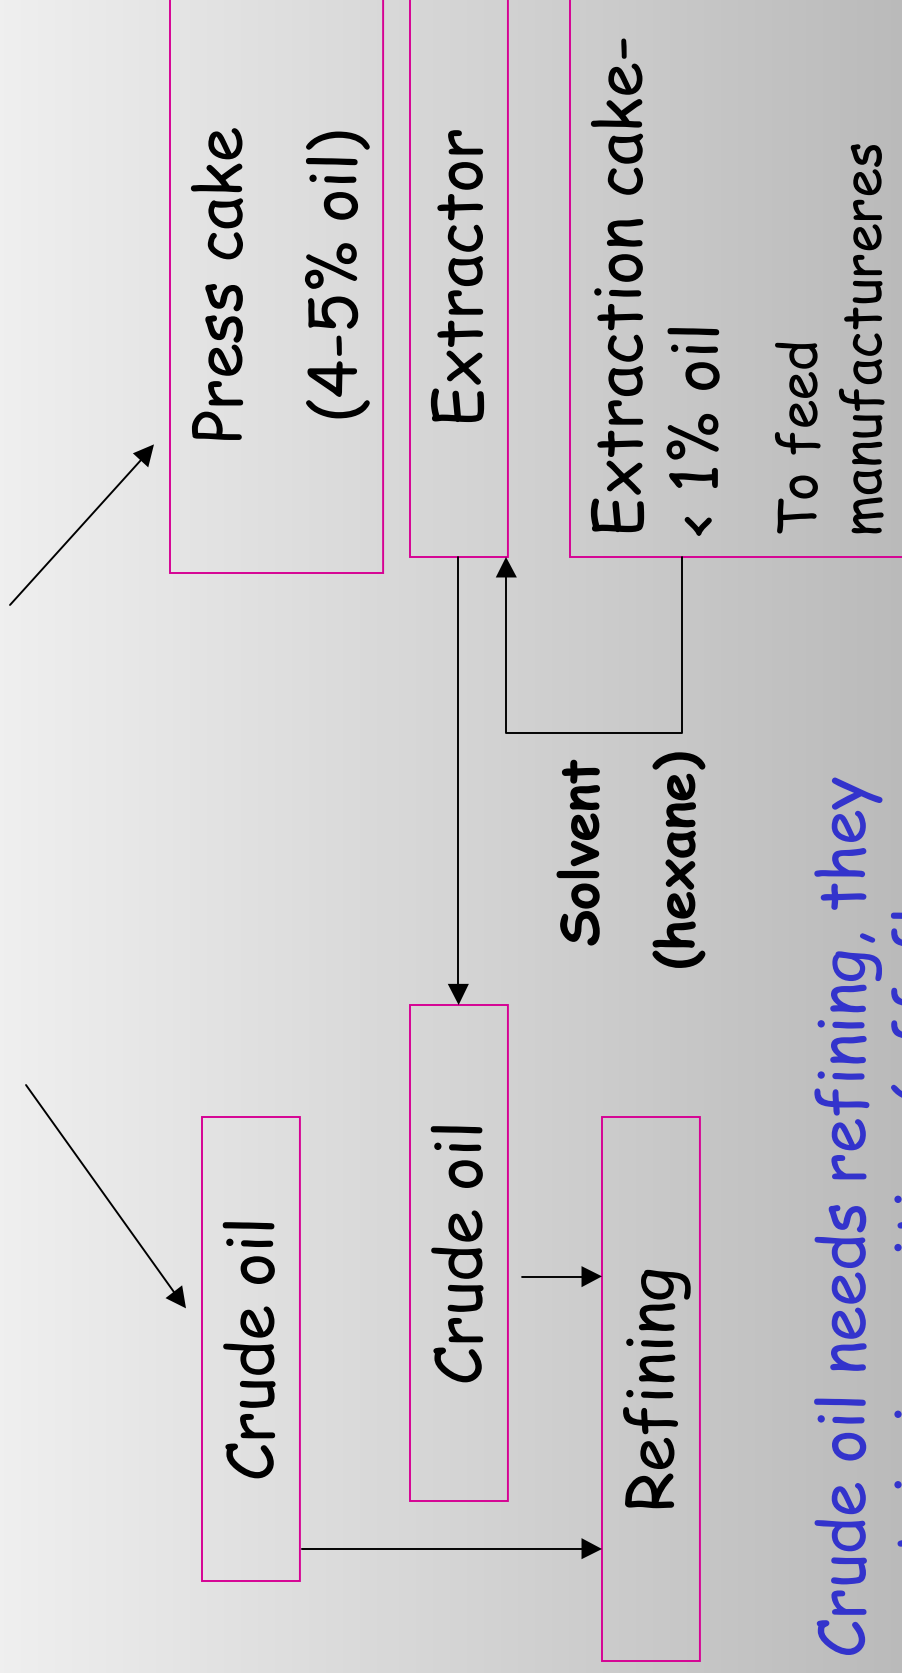 Press cake
(4-5% oil)
Crude oil
Extractor
Crude oil
Solvent
(hexane)
Extraction cake-
< 1% oil
To feed
manufactureres
Refining
Crude oil needs refining, they